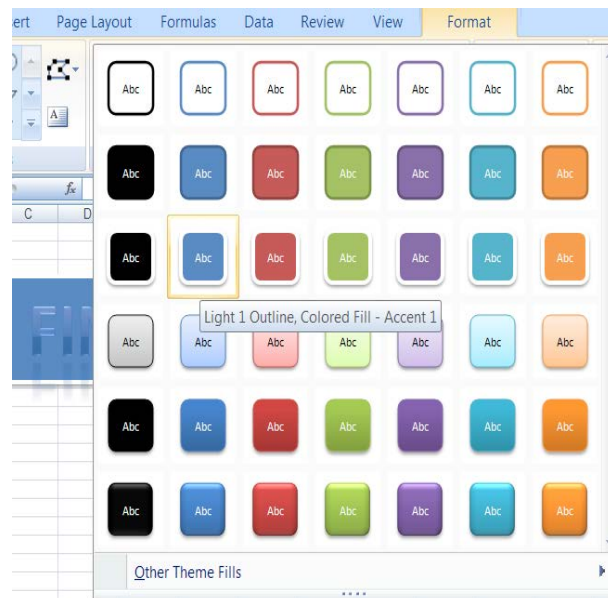 ert Page Layout Formulas Data Review View Format
A
fx
C D
Abc Abc Abc Abc Abc Abc Abc
Abc Abc Abc Abc Abc Abc Abc
Abc Abc Abc Abc Abc Abc Abc
Light 1 Outline, Colored Fill - Accent 1
Abc Abc Abc Abc Abc Abc Abc
Abc Abc Abc Abc Abc Abc Abc
Abc Abc Abc Abc Abc Abc Abc
Other Theme Fills